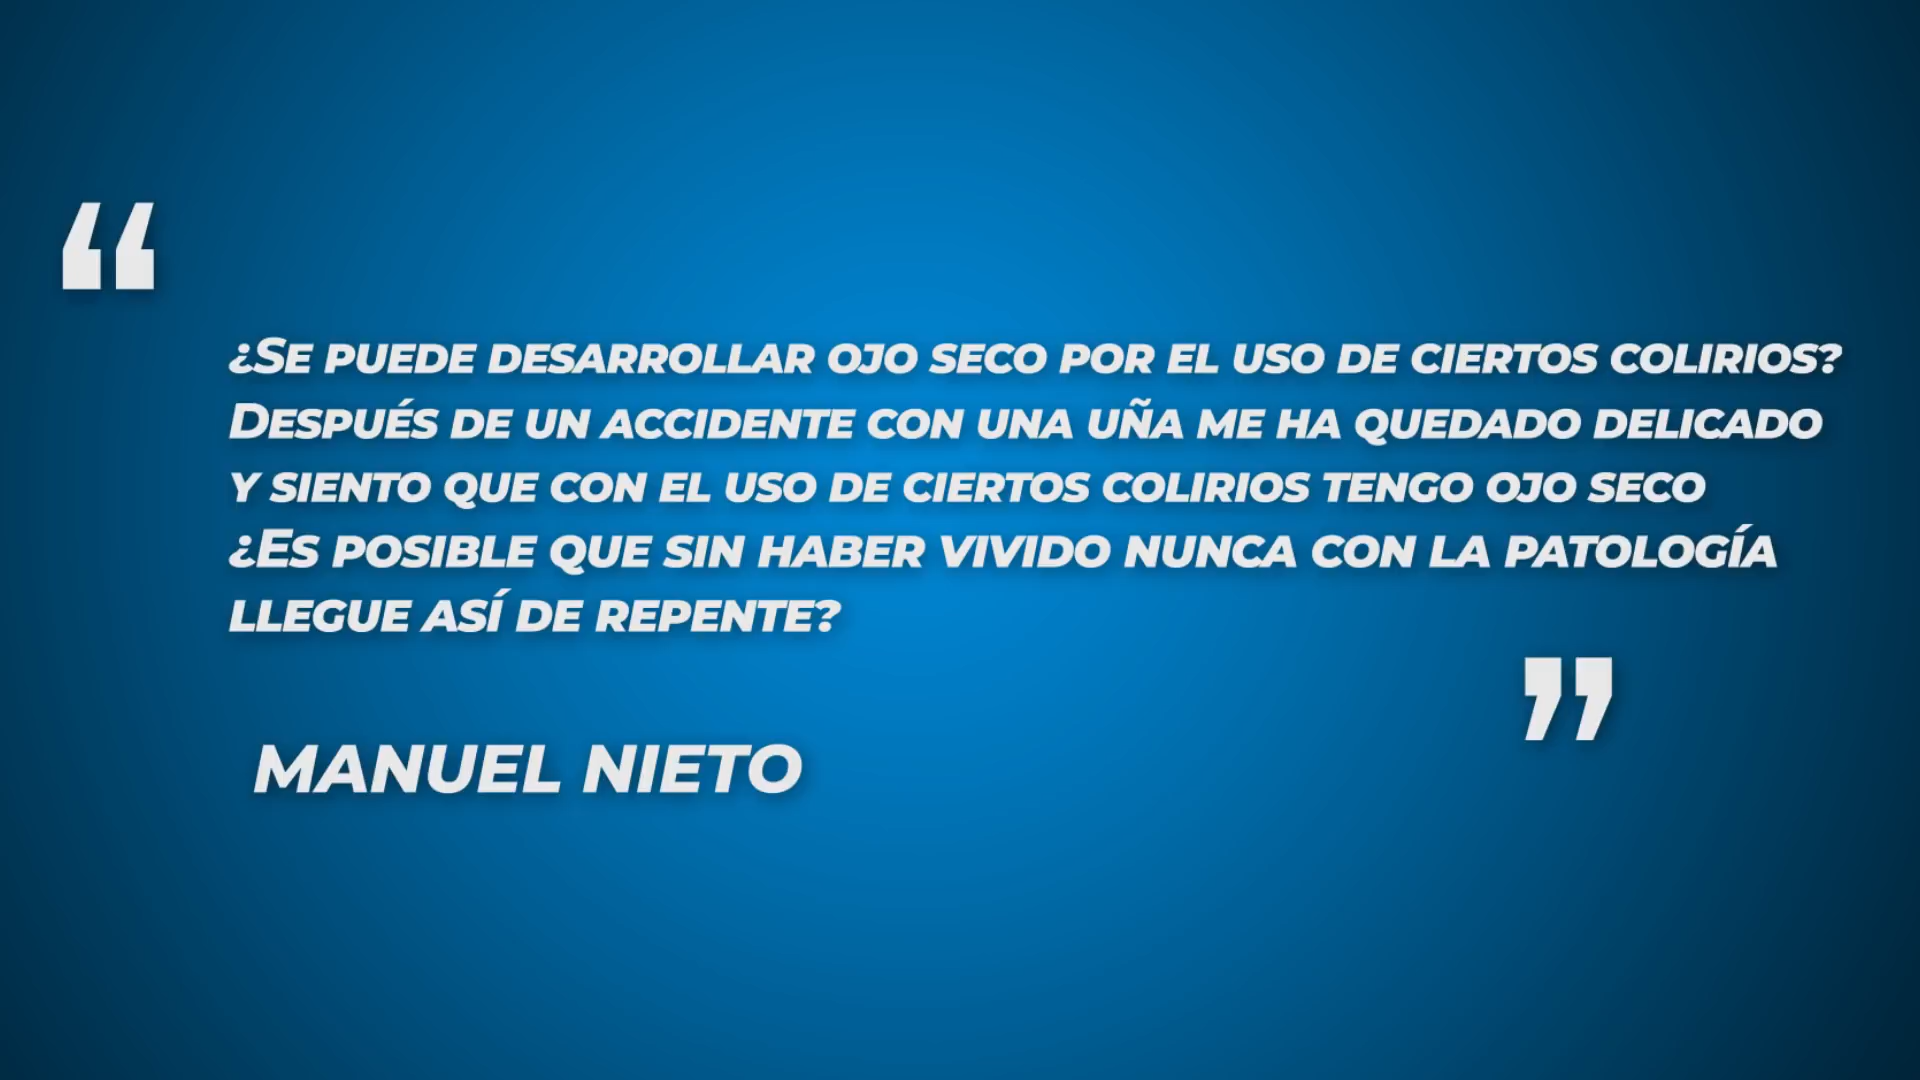 “
¿Se puede desarrollar ojo seco por el uso de ciertos colirios?
Después de un accidente con una uña me ha quedado delicado
y siento que con el uso de ciertos colirios tengo ojo seco
¿Es posible que sin haber vivido nunca con la patología
llegue así de repente?
”
MANUEL NIETO